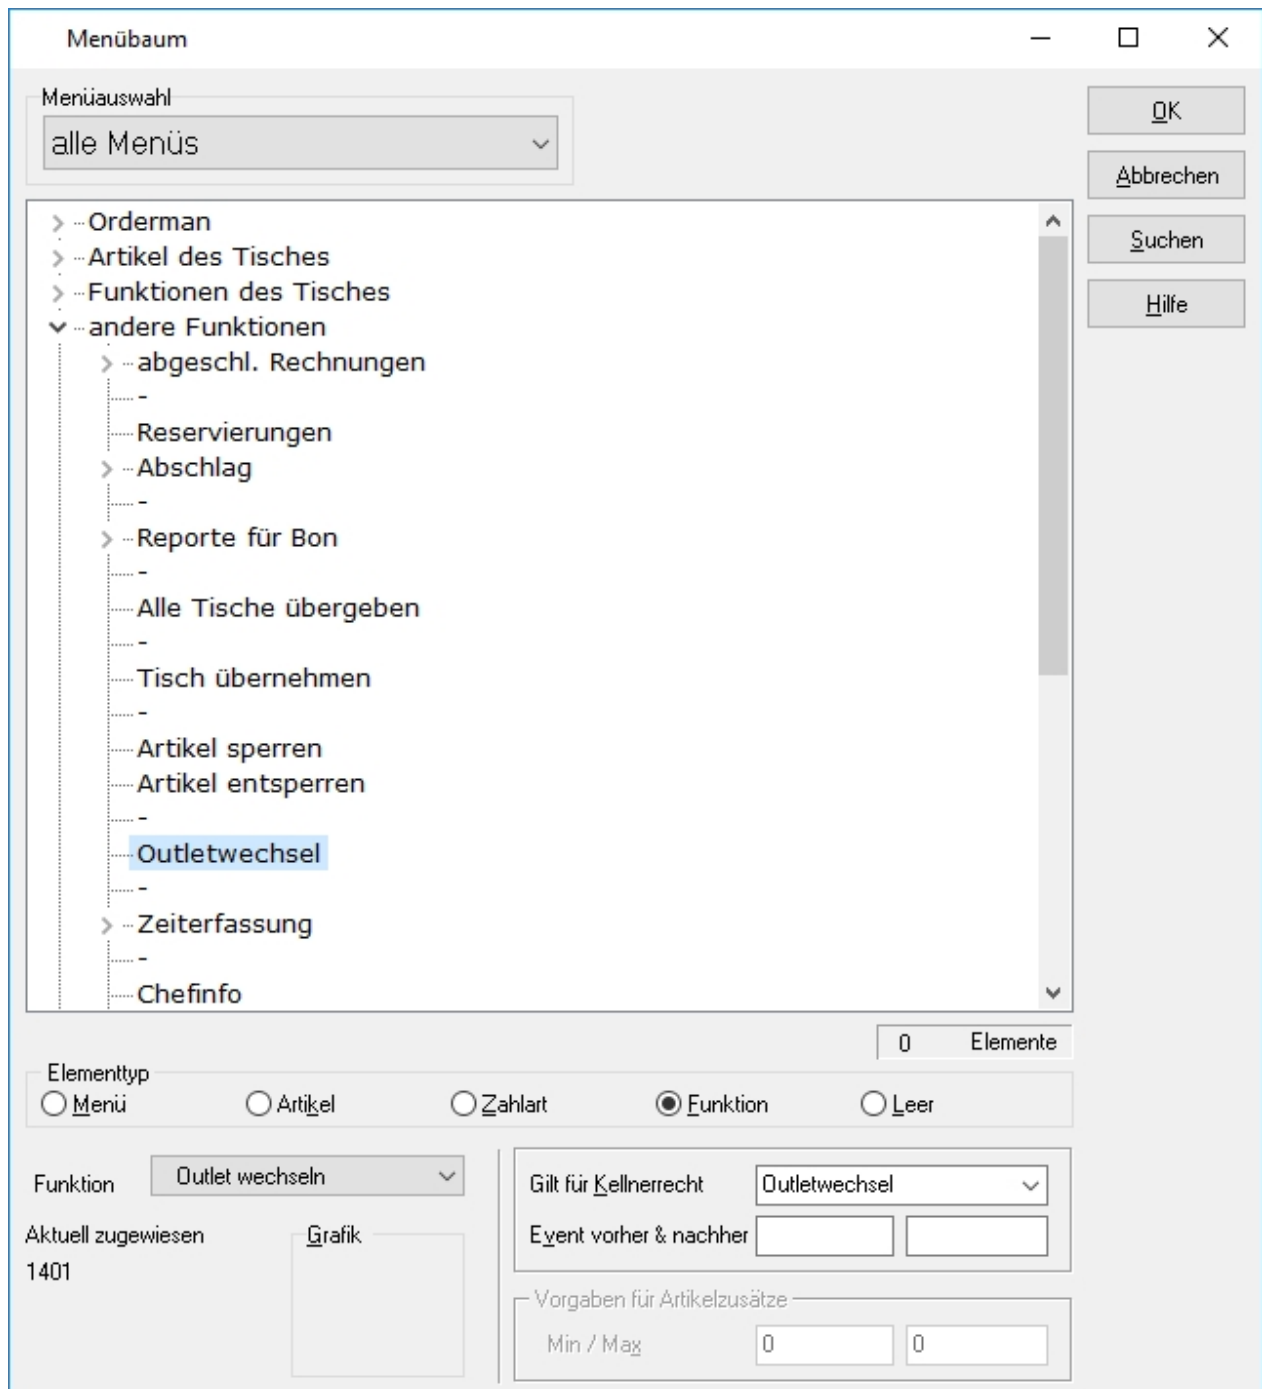 Menübaum
Menüauswahl
alle Menüs
OK
Abbrechen
Suchen
Hilfe
Orderman
Artikel des Tisches
Funktionen des Tisches
andere Funktionen
abgeschl. Rechnungen
-
Reservierungen
Abschlag
-
Reporte für Bon
-
Alle Tische übergeben
-
Tisch übernehmen
-
Artikel sperren
Artikel entsperren
-
Outletwechsel
-
Zeiterfassung
-
Chefinfo
0 Elemente
Elementtyp
Menü Artikel Zahlart Funktion Leer
Funktion Outlet wechseln
Aktuell zugewiesen
1401
Grafik
Gilt für Kellnerrecht Outletwechsel
Event vorher & nachher
Vorgaben für Artikelzusätze
Min / Max 0 0